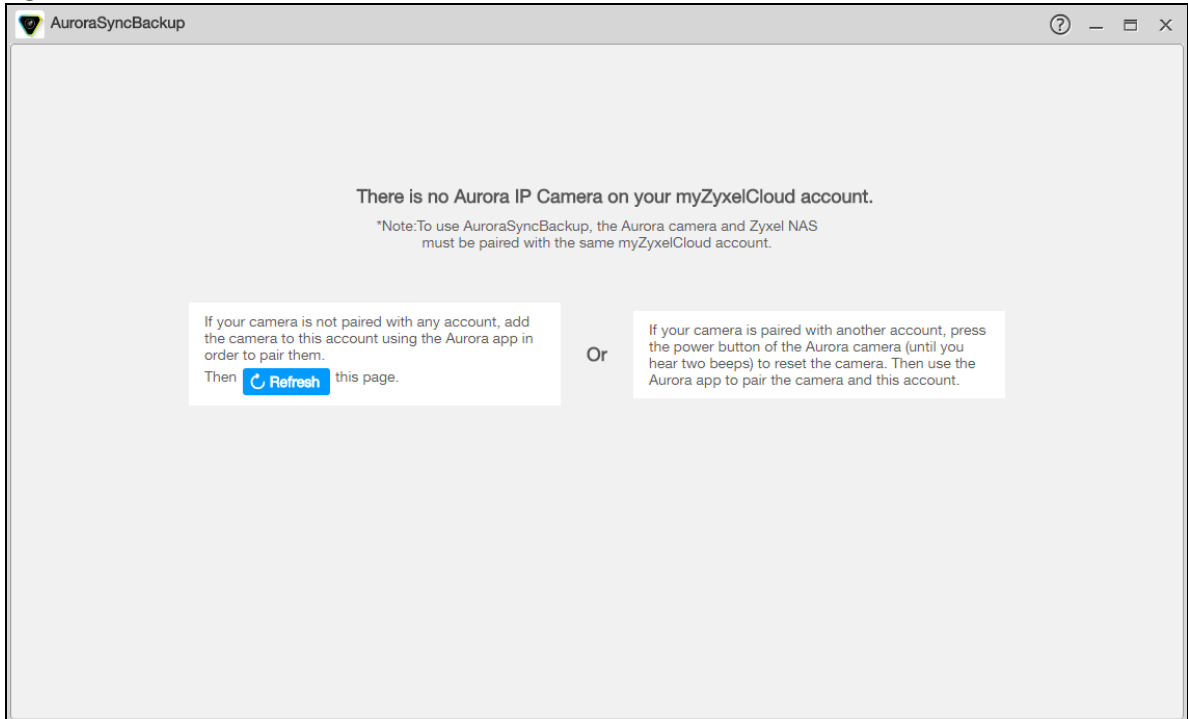 AuroraSyncBackup
There is no Aurora IP Camera on your myZyxelCloud account.
*Note:To use AuroraSyncBackup, the Aurora camera and Zyxel NAS
must be paired with the same myZyxelCloud account.
If your camera is not paired with any account, add
the camera to this account using the Aurora app in
order to pair them.
Then Refresh this page.
Or
If your camera is paired with another account, press
the power button of the Aurora camera (until you
hear two beeps) to reset the camera. Then use the
Aurora app to pair the camera and this account.